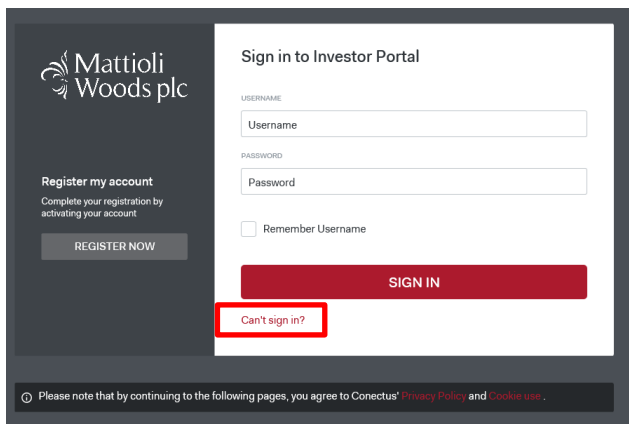 Mattioli
Woods plc
Register my account
Complete your registration by
activating your account
REGISTER NOW
Sign in to Investor Portal
USERNAME
Username
PASSWORD
Password
Remember Username
SIGN IN
Can't sign in?
Please note that by continuing to the following pages, you agree to Conectus' Privacy Policy and Cookie use .